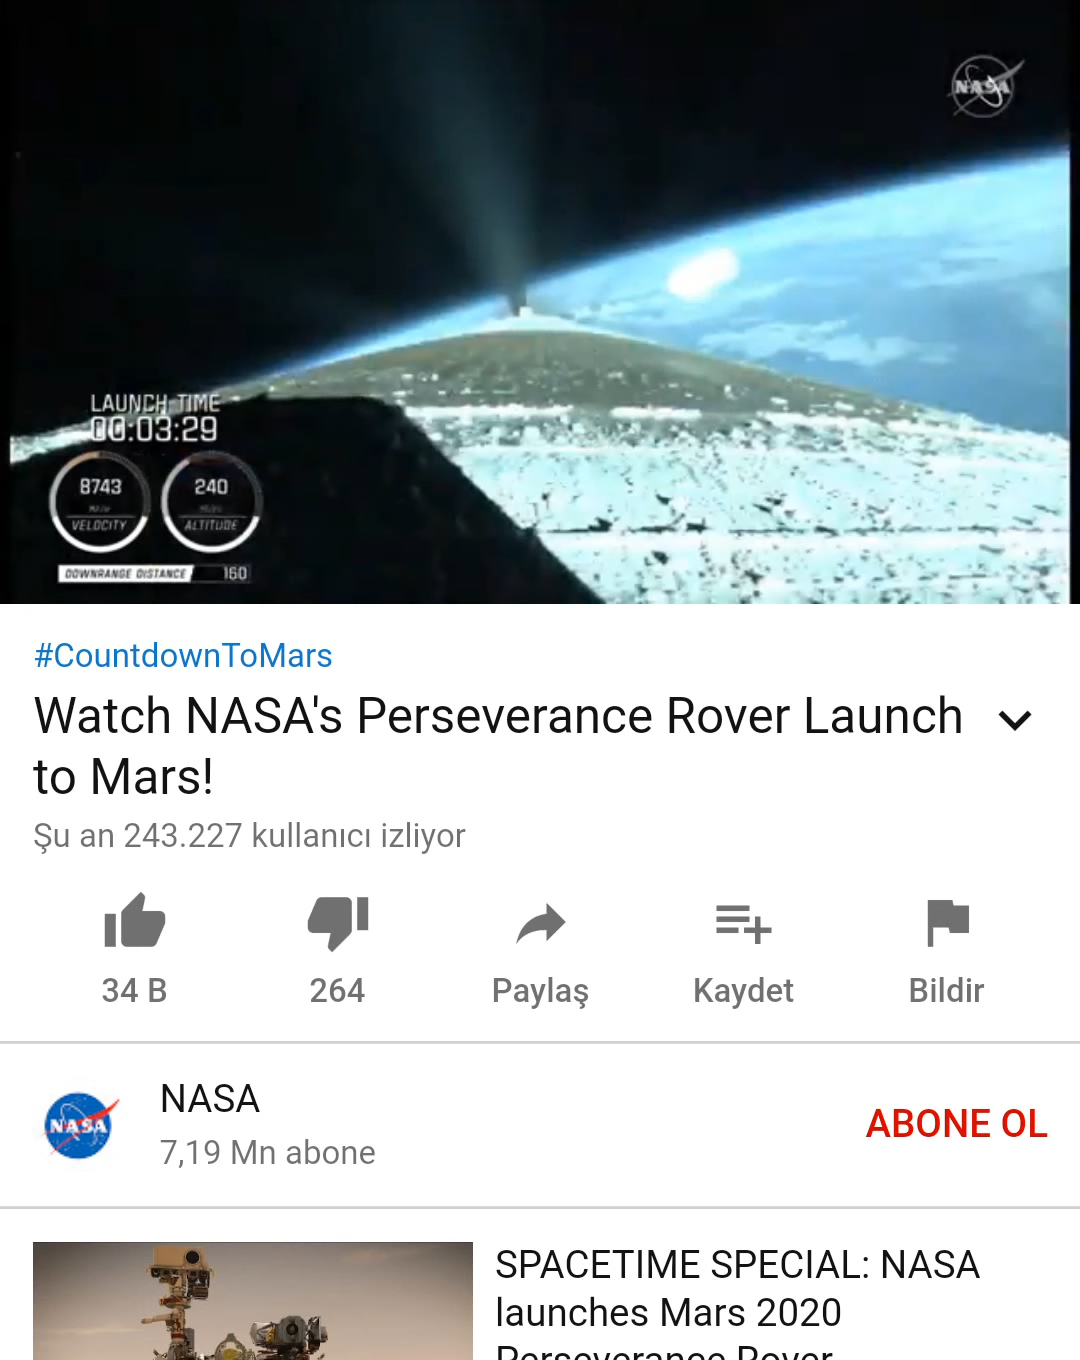 NASA
LAUNCH TIME
00:03:29
8743
VELOCITY
240
ALTITUDE
DOWNRANGE DISTANCE 160
#CountdownToMars
Watch NASA's Perseverance Rover Launch
to Mars!
Şu an 243.227 kullanıcı izliyor
34 B
264
Paylaş
Kaydet
Bildir
NASA
NASA
7,19 Mn abone
ABONE OL
SPACETIME SPECIAL: NASA
launches Mars 2020
Perseverance Rover